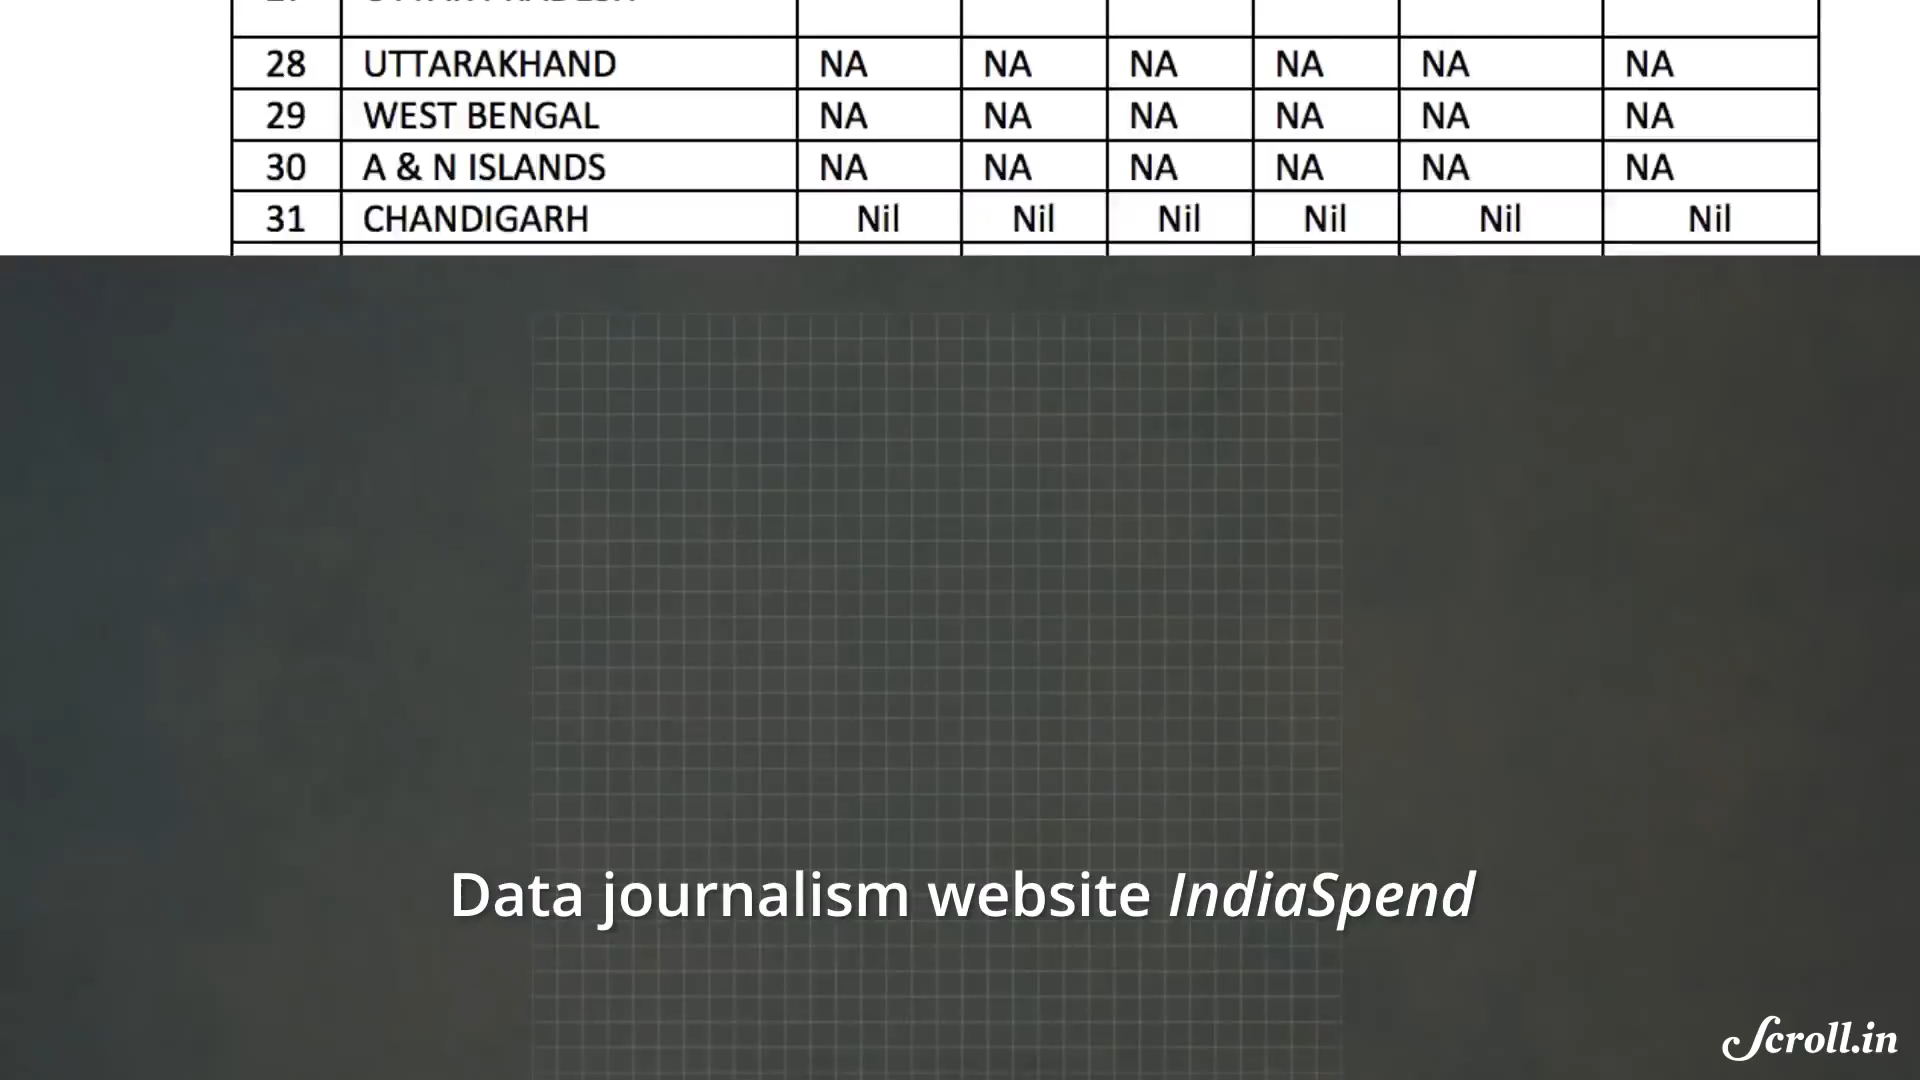 28 UTTARAKHAND NA NA NA NA NA NA
29 WEST BENGAL NA NA NA NA NA NA
30 A & N ISLANDS NA NA NA NA NA NA
31 CHANDIGARH Nil Nil Nil Nil Nil Nil
Data journalism website IndiaSpend
Scroll.in